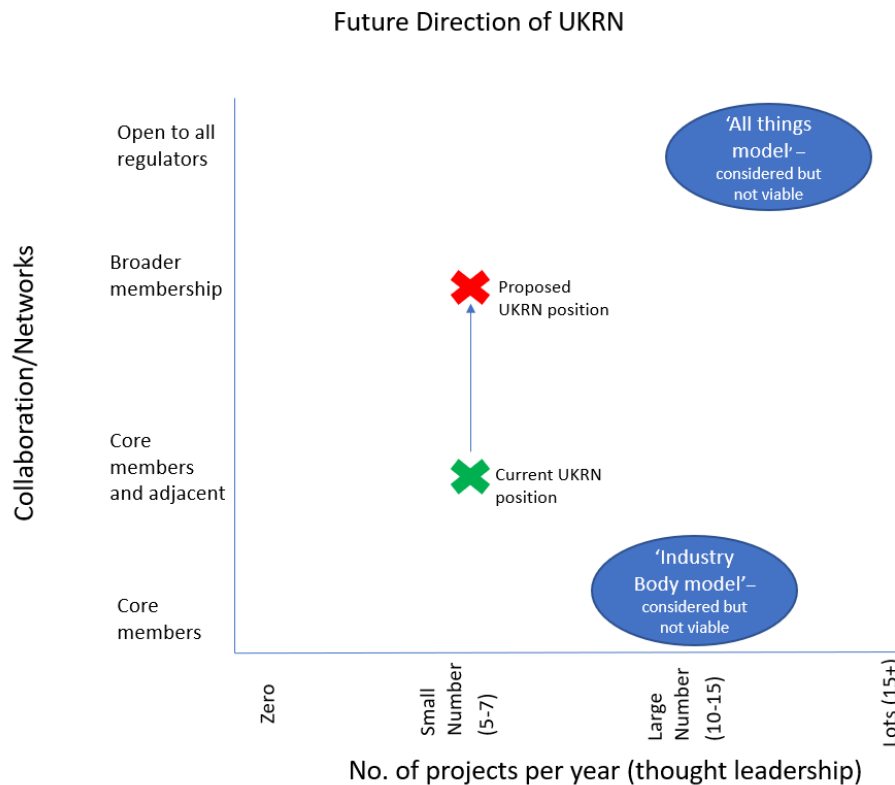 Future Direction of UKRN
Collaboration/Networks
Open to all
regulators
Broader
membership
Core
members
and adjacent
Core
members
‘All things
model’ –
considered but
not viable
Proposed
UKRN position
Current UKRN
position
‘Industry
Body model’–
considered but
not viable
Zero
Small
Number
(5-7)
Large
Number
(10-15)
Lots (15+)
No. of projects per year (thought leadership)